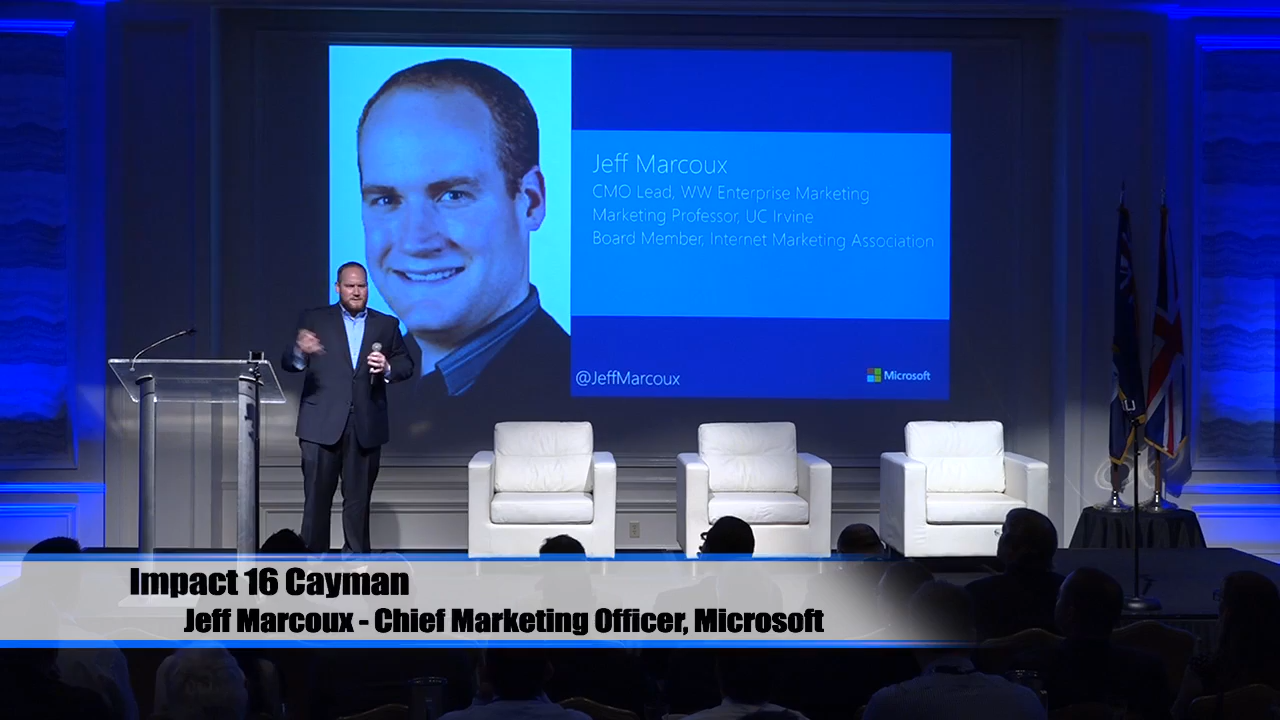 Jeff Marcoux
CMO Lead, WW Enterprise Marketing
Marketing Professor, UC Irvine
Board Member, Internet Marketing Association
@JeffMarcoux
Microsoft
Impact 16 Cayman
Jeff Marcoux - Chief Marketing Officer, Microsoft